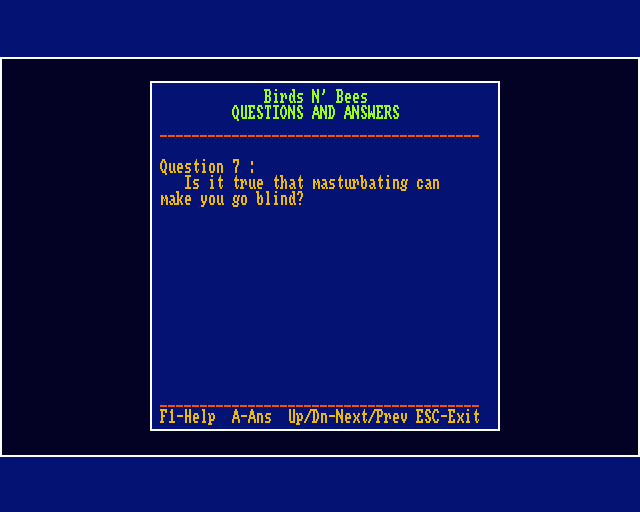 Birds N' Bees
QUESTIONS AND ANSWERS
Question 7 :
Is it true that masturbating can
make you go blind?
F1-Help A-Ans Up/Dn-Next/Prev ESC-Exit